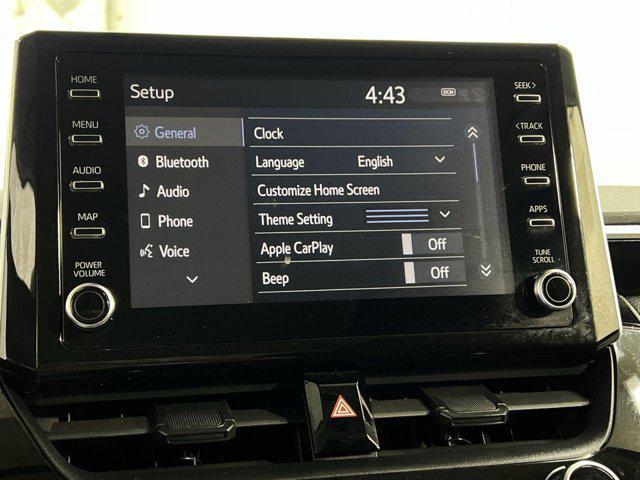 HOME
MENU
AUDIO
MAP
POWER
VOLUME
Setup
4:43
DCM
General
Bluetooth
Audio
Phone
Voice
Clock
Language English
Customize Home Screen
Theme Setting
Apple CarPlay Off
Beep Off
SEEK >
< TRACK
PHONE
APPS
TUNE
SCROLL